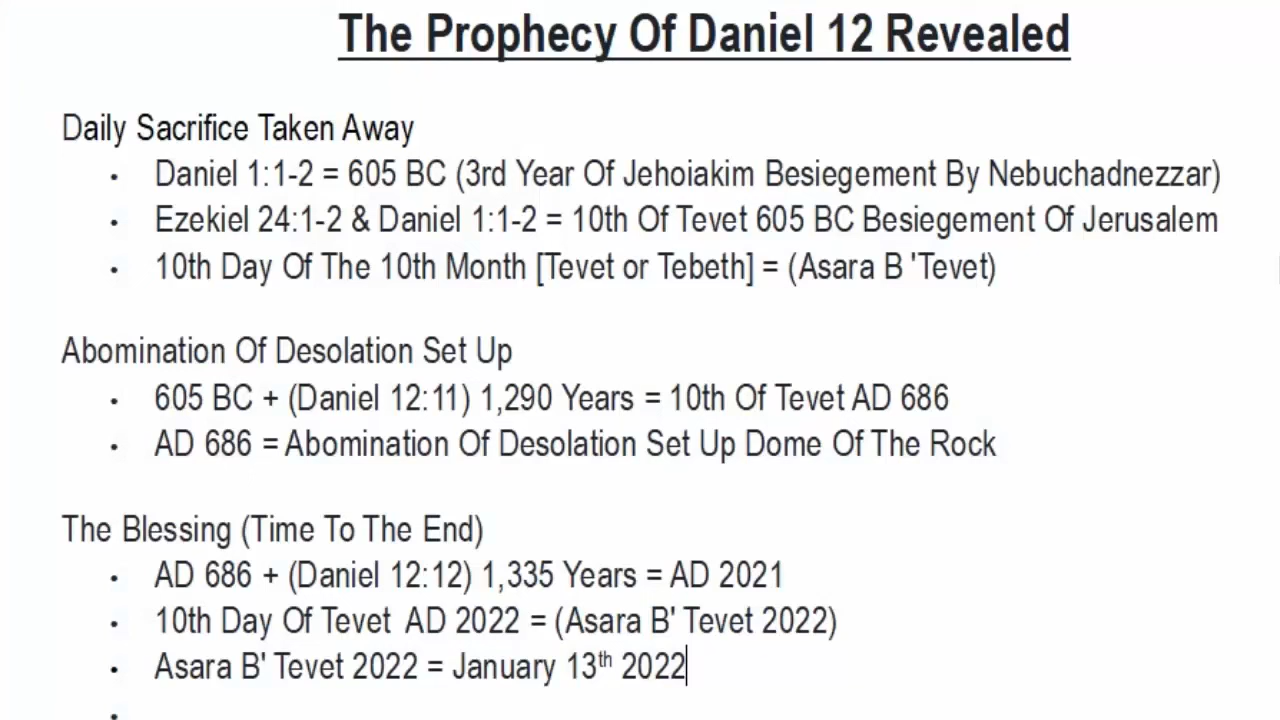 The Prophecy Of Daniel 12 Revealed
Daily Sacrifice Taken Away
• Daniel 1:1-2 = 605 BC (3rd Year Of Jehoiakim Besiegement By Nebuchadnezzar)
• Ezekiel 24:1-2 & Daniel 1:1-2 = 10th Of Tevet 605 BC Besiegement Of Jerusalem
• 10th Day Of The 10th Month [Tevet or Tebeth] = (Asara B 'Tevet)
Abomination Of Desolation Set Up
• 605 BC + (Daniel 12:11) 1,290 Years = 10th Of Tevet AD 686
• AD 686 = Abomination Of Desolation Set Up Dome Of The Rock
The Blessing (Time To The End)
• AD 686 + (Daniel 12:12) 1,335 Years = AD 2021
• 10th Day Of Tevet AD 2022 = (Asara B' Tevet 2022)
• Asara B' Tevet 2022 = January 13th 2022
•